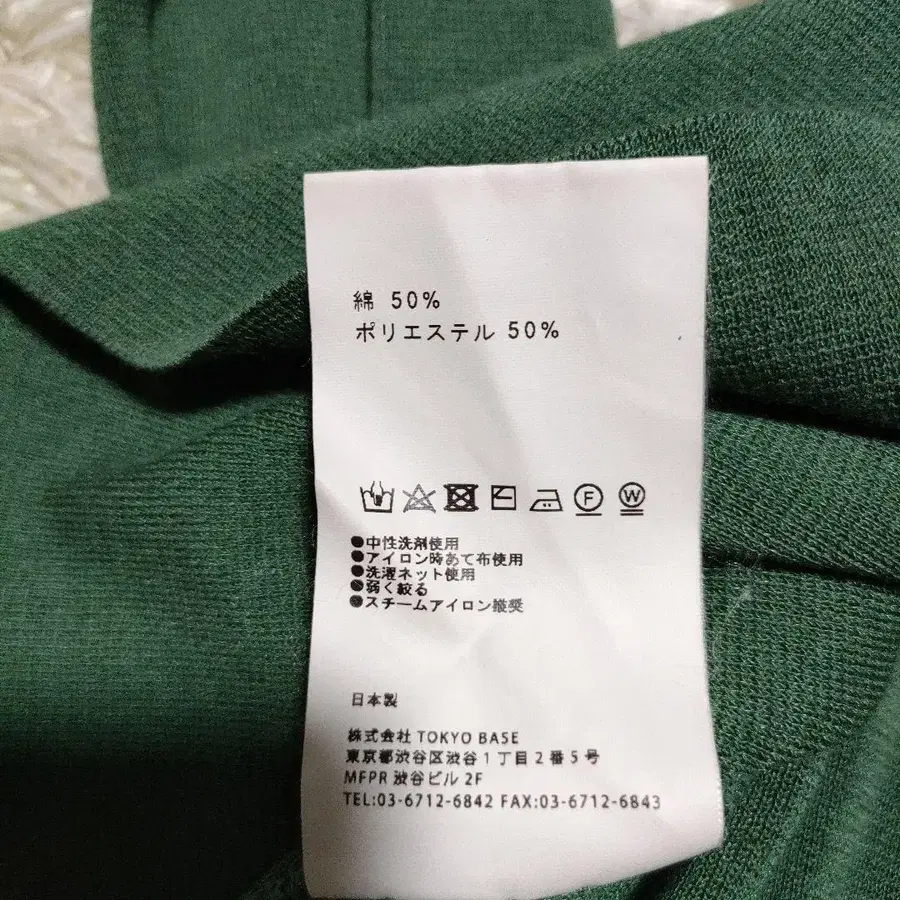 綿 50%
ポリエステル 50%
F W
●中性洗剤使用
●アイロン時あて布使用
●洗濯ネット使用
●弱く絞る
●スチームアイロン推奨
日本製
株式会社 TOKYO BASE
東京都渋谷区渋谷1丁目2番5号
MFPR 渋谷ビル 2F
TEL:03-6712-6842 FAX:03-6712-6843